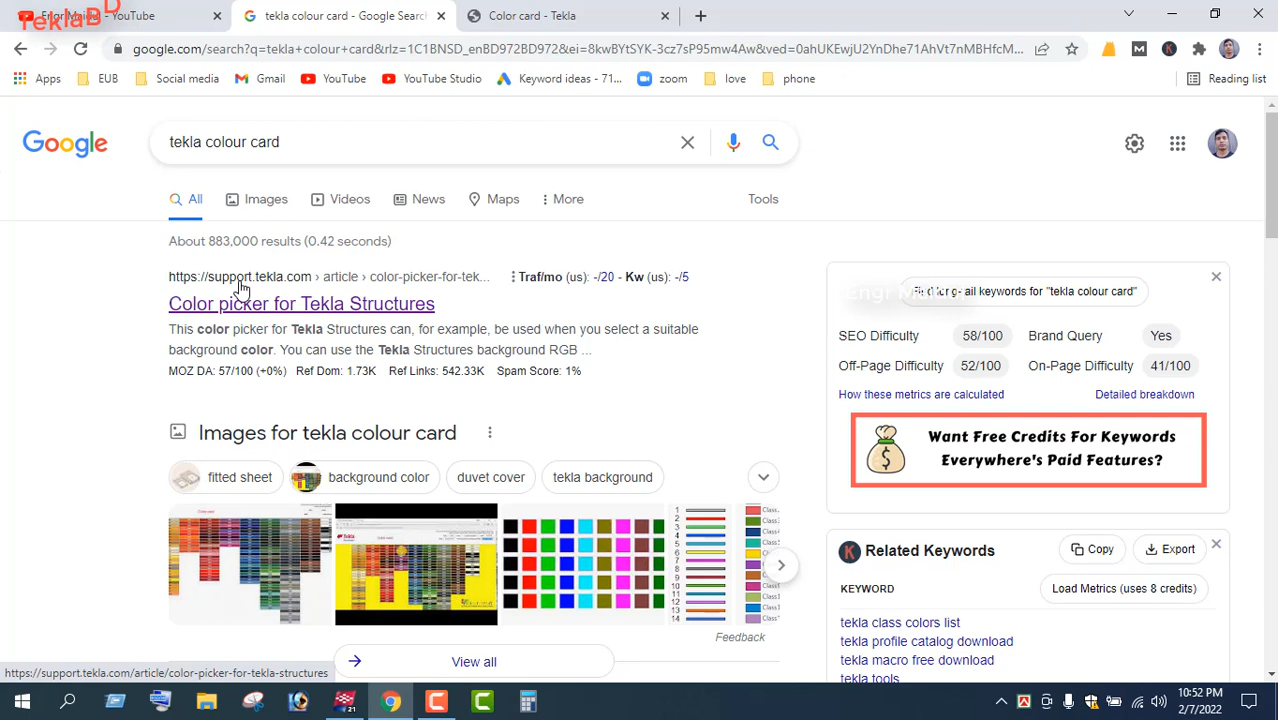 Engr Maidul - YouTube
TeklaBD
tekla colour card - Google Search
Color card - Tekla
google.com/search?q=tekla+colour+card&rlz=1C1BNSD_enBD972BD972&ei=8kwBYtSYK-3cz7sP95mw4Aw&ved=0ahUKEwjU2YnDhe71AhVt7nMBHfcM...
Apps
EUB
Social media
Gmail
YouTube
YouTube Studio
Keyword ideas - 71...
zoom
love
phone
Reading list
Google
tekla colour card
All
Images
Videos
News
Maps
More
Tools
About 883,000 results (0.42 seconds)
https://support.tekla.com › article › color-picker-for-tek...
Traf/mo (us): -/20 - Kw (us): -/5
Color picker for Tekla Structures
This color picker for Tekla Structures can, for example, be used when you select a suitable
background color. You can use the Tekla Structures background RGB ...
MOZ DA: 57/100 (+0%) Ref Dom: 1.73K Ref Links: 542.33K Spam Score: 1%
Images for tekla colour card
fitted sheet
background color
duvet cover
tekla background
Feedback
View all
all keywords for "tekla colour card"
Engr Maidul
SEO Difficulty 58/100 Brand Query Yes
Off-Page Difficulty 52/100 On-Page Difficulty 41/100
How these metrics are calculated
Detailed breakdown
Want Free Credits For Keywords
Everywhere's Paid Features?
Related Keywords
Copy
Export
KEYWORD
Load Metrics (uses 8 credits)
tekla class colors list
tekla profile catalog download
tekla macro free download
tekla tools
https://support.tekla.com/article/color-picker-for-tekla-structures
21
10:52 PM
2/7/2022